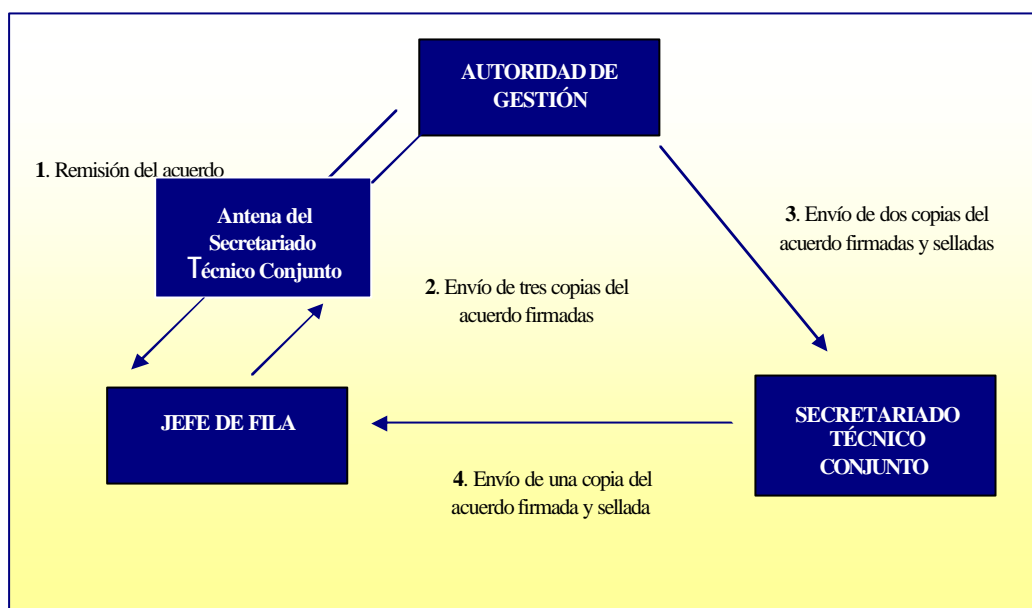 AUTORIDAD DE
GESTIÓN
1. Remisión del acuerdo
Antena del
Secretariado
Técnico Conjunto
3. Envío de dos copias del
acuerdo firmadas y selladas
2. Envío de tres copias del
acuerdo firmadas
JEFE DE FILA
SECRETARIADO
TÉCNICO
CONJUNTO
4. Envío de una copia del
acuerdo firmada y sellada